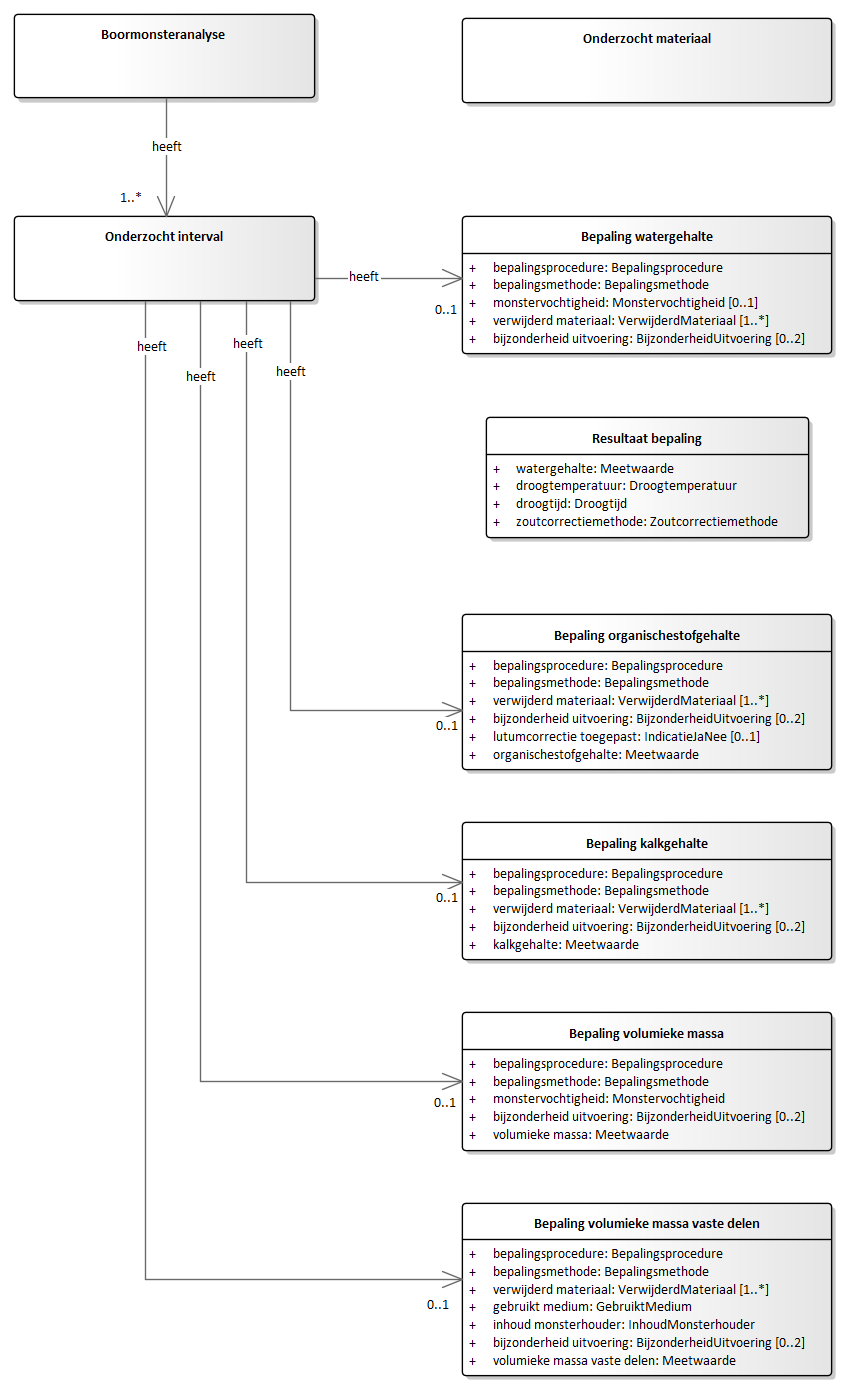 Boormonsteranalyse
Onderzocht materiaal
heeft
1..*
Onderzocht interval
heeft
0..1
Bepaling watergehalte
+ bepalingsprocedure: Bepalingsprocedure
+ bepalingsmethode: Bepalingsmethode
+ monstervochtigheid: Monstervochtigheid [0..1]
+ verwijderd materiaal: VerwijderdMateriaal [1..*]
+ bijzonderheid uitvoering: BijzonderheidUitvoering [0..2]
heeft
heeft
heeft
heeft
Resultaat bepaling
+ watergehalte: Meetwaarde
+ droogtemperatuur: Droogtemperatuur
+ droogtijd: Droogtijd
+ zoutcorrectiemethode: Zoutcorrectiemethode
Bepaling organischestofgehalte
+ bepalingsprocedure: Bepalingsprocedure
+ bepalingsmethode: Bepalingsmethode
+ verwijderd materiaal: VerwijderdMateriaal [1..*]
+ bijzonderheid uitvoering: BijzonderheidUitvoering [0..2]
+ lutumcorrectie toegepast: IndicatieJaNee [0..1]
+ organischestofgehalte: Meetwaarde
0..1
Bepaling kalkgehalte
+ bepalingsprocedure: Bepalingsprocedure
+ bepalingsmethode: Bepalingsmethode
+ verwijderd materiaal: VerwijderdMateriaal [1..*]
+ bijzonderheid uitvoering: BijzonderheidUitvoering [0..2]
+ kalkgehalte: Meetwaarde
0..1
Bepaling volumieke massa
+ bepalingsprocedure: Bepalingsprocedure
+ bepalingsmethode: Bepalingsmethode
+ monstervochtigheid: Monstervochtigheid
+ bijzonderheid uitvoering: BijzonderheidUitvoering [0..2]
+ volumieke massa: Meetwaarde
0..1
Bepaling volumieke massa vaste delen
+ bepalingsprocedure: Bepalingsprocedure
+ bepalingsmethode: Bepalingsmethode
+ verwijderd materiaal: VerwijderdMateriaal [1..*]
+ gebruikt medium: GebruiktMedium
+ inhoud monsterhouder: InhoudMonsterhouder
+ bijzonderheid uitvoering: BijzonderheidUitvoering [0..2]
+ volumieke massa vaste delen: Meetwaarde
0..1